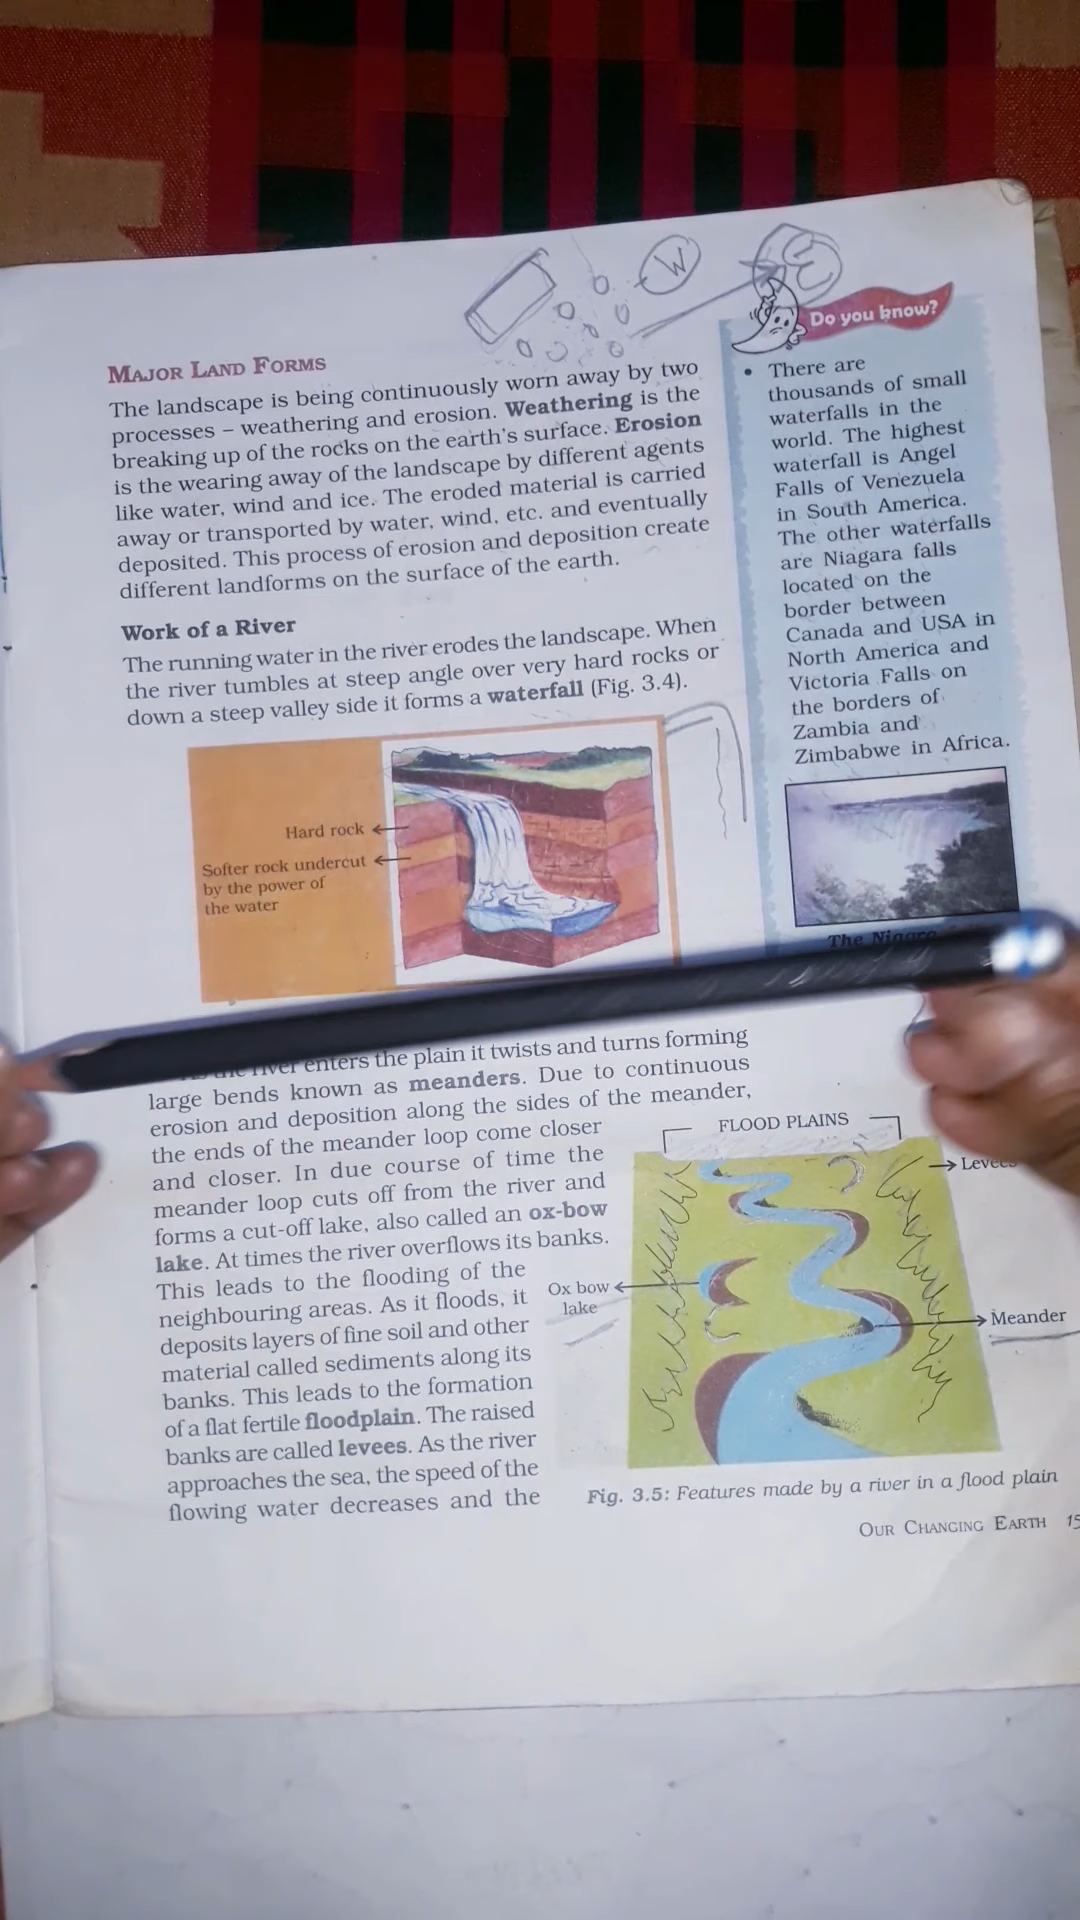 W
MAJOR LAND FORMS
The landscape is being continuously worn away by two
processes – weathering and erosion. Weathering is the
breaking up of the rocks on the earth's surface. Erosion
is the wearing away of the landscape by different agents
like water, wind and ice. The eroded material is carried
away or transported by water, wind, etc. and eventually
deposited. This process of erosion and deposition create
different landforms on the surface of the earth.
Work of a River
The running water in the river erodes the landscape. When
the river tumbles at steep angle over very hard rocks or
down a steep valley side it forms a waterfall (Fig. 3.4).
Hard rock
Softer rock undercut
by the power of
the water
Do you know?
• There are
thousands of small
waterfalls in the
world. The highest
waterfall is Angel
Falls of Venezuela
in South America.
The other waterfalls
are Niagara falls
located on the
border between
Canada and USA in
North America and
Victoria Falls on
the borders of
Zambia and
Zimbabwe in Africa.
The
river enters the plain it twists and turns forming
large bends known as meanders. Due to continuous
erosion and deposition along the sides of the meander,
the ends of the meander loop come closer
and closer. In due course of time the
meander loop cuts off from the river and
forms a cut-off lake, also called an ox-bow
lake. At times the river overflows its banks.
This leads to the flooding of the
neighbouring areas. As it floods, it
deposits layers of fine soil and other
material called sediments along its
banks. This leads to the formation
of a flat fertile floodplain. The raised
banks are called levees. As the river
approaches the sea, the speed of the
flowing water decreases and the
FLOOD PLAINS
Levees
Ox bow
lake
Meander
Fig. 3.5: Features made by a river in a flood plain
OUR CHANGING EARTH 15